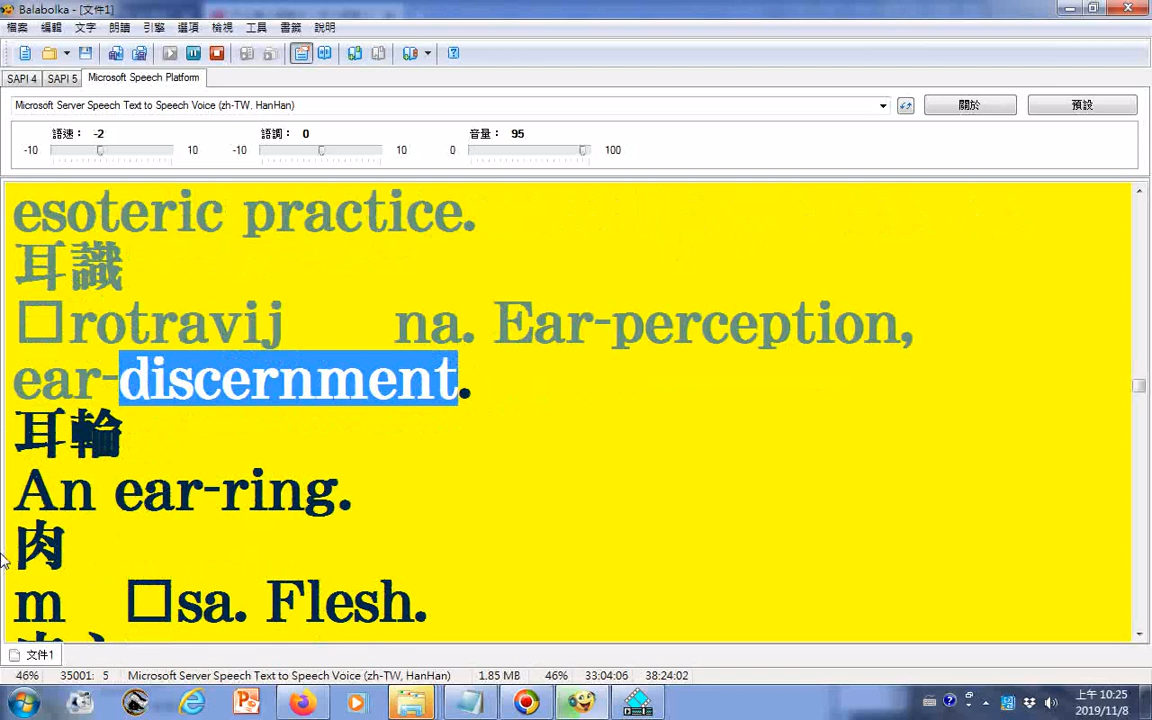 Balabolka - [文件1]
檔案 編輯 文字 朗讀 引擎 選項 檢視 工具 書籤 說明
SAPI 4 SAPI 5 Microsoft Speech Platform
Microsoft Server Speech Text to Speech Voice (zh-TW, HanHan) 關於 預設
語速： -2 語調： 0 音量： 95
-10 10 -10 10 0 100
esoteric practice.
耳識
□rotravij na. Ear-perception,
ear-discernment.
耳輪
An ear-ring.
肉
m □sa. Flesh.
文件1
46% 35001: 5 Microsoft Server Speech Text to Speech Voice (zh-TW, HanHan) 1.85 MB 46% 33:04:06 38:24:02
上午 10:25
2019/11/8